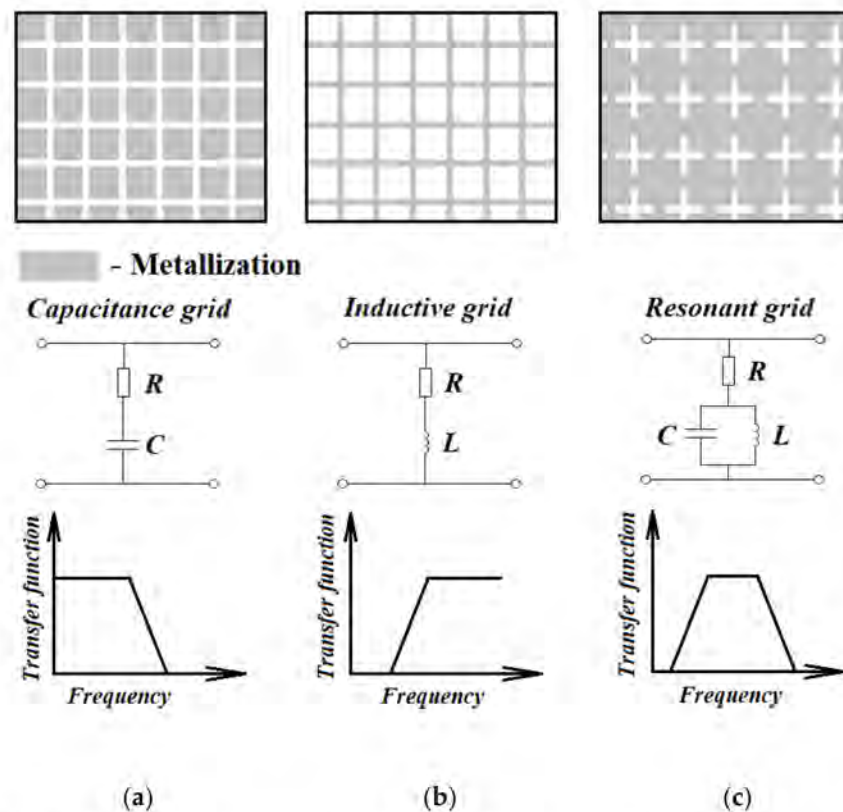 - Metallization
Capacitance grid
Inductive grid
Resonant grid
R
C
R
L
R
C
L
Transfer function
Frequency
Transfer function
Frequency
Transfer function
Frequency
(a)
(b)
(c)